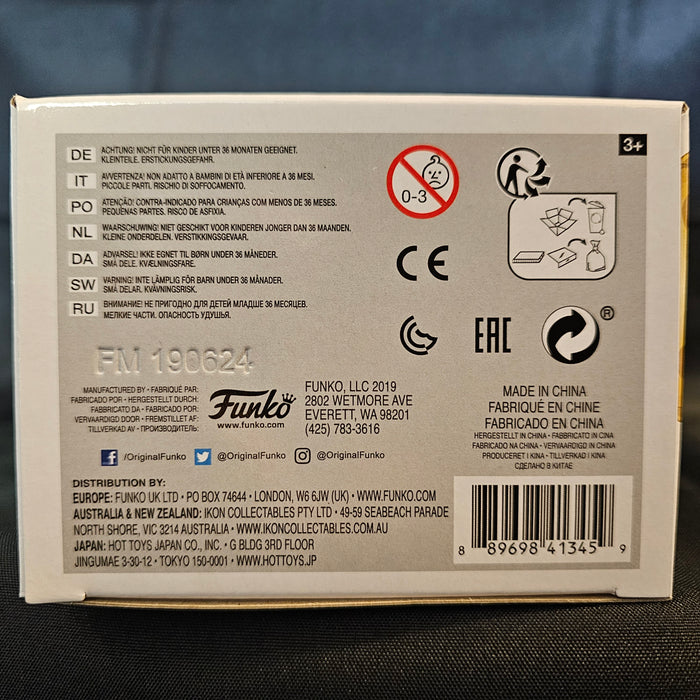 DE ACHTUNG! NICHT FÜR KINDER UNTER 36 MONATEN GEEIGNET.
KLEINTEILE. ERSTICKUNGSGEFAHR.
IT AVVERTENZA! NON ADATTO A BAMBINI DI ETÀ INFERIORE A 36 MESI.
PICCOLE PARTI. RISCHIO DI SOFFOCAMENTO.
PO ATENÇÃO! CONTRA-INDICADO PARA CRIANÇAS COM MENOS DE 36 MESES.
PEQUENAS PARTES. RISCO DE ASFIXIA.
NL WAARSCHUWING! NIET GESCHIKT VOOR KINDEREN JONGER DAN 36 MAANDEN.
KLEINE ONDERDELEN. VERSTIKKINGSGEVAAR.
DA ADVARSEL! IKKE EGNET TIL BØRN UNDER 36 MÅNEDER.
SMÅ DELE. KVÆLNINGSFARE.
SW VARNING! INTE LÄMPLIG FÖR BARN UNDER 36 MÅNADER.
SMÅ DELAR. KVÄVNINGSRISK.
RU ВНИМАНИЕ! НЕ ПРИГОДНО ДЛЯ ДЕТЕЙ МЛАДШЕ 36 МЕСЯЦЕВ.
МЕЛКИЕ ЧАСТИ. ОПАСНОСТЬ УДУШЬЯ.
3+
0-3
CE
EAC
®
FM 190624
MANUFACTURED BY • FABRIQUÉ PAR:
FABRICADO POR • HERGESTELLT DURCH:
FABBRICATO DA • FABRICADO POR:
VERVAARDIGD DOOR • FREMSTILLET AF:
TILLVERKAD AV • ПРОИЗВОДИТЕЛЬ:
Funko
www.funko.com
FUNKO, LLC 2019
2802 WETMORE AVE
EVERETT, WA 98201
(425) 783-3616
MADE IN CHINA
FABRIQUÉ EN CHINE
FABRICADO EN CHINA
HERGESTELLT IN CHINA • FABBRICATO IN CINA
FABRICADO NA CHINA • VERVAARDIGD IN CHINA
PRODUCERET I KINA • TILLVERKAD I KINA
СДЕЛАНО В КИТАЕ
/OriginalFunko @OriginalFunko @OriginalFunko
DISTRIBUTION BY:
EUROPE: FUNKO UK LTD • PO BOX 74644 • LONDON, W6 6JW (UK) • WWW.FUNKO.COM
AUSTRALIA & NEW ZEALAND: IKON COLLECTABLES PTY LTD • 49-59 SEABEACH PARADE
NORTH SHORE, VIC 3214 AUSTRALIA • WWW.IKONCOLLECTABLES.COM.AU
JAPAN: HOT TOYS JAPAN CO., INC. • G BLDG 3RD FLOOR
JINGUMAE 3-30-12 • TOKYO 150-0001 • WWW.HOTTOYS.JP
8 89698 41345 9